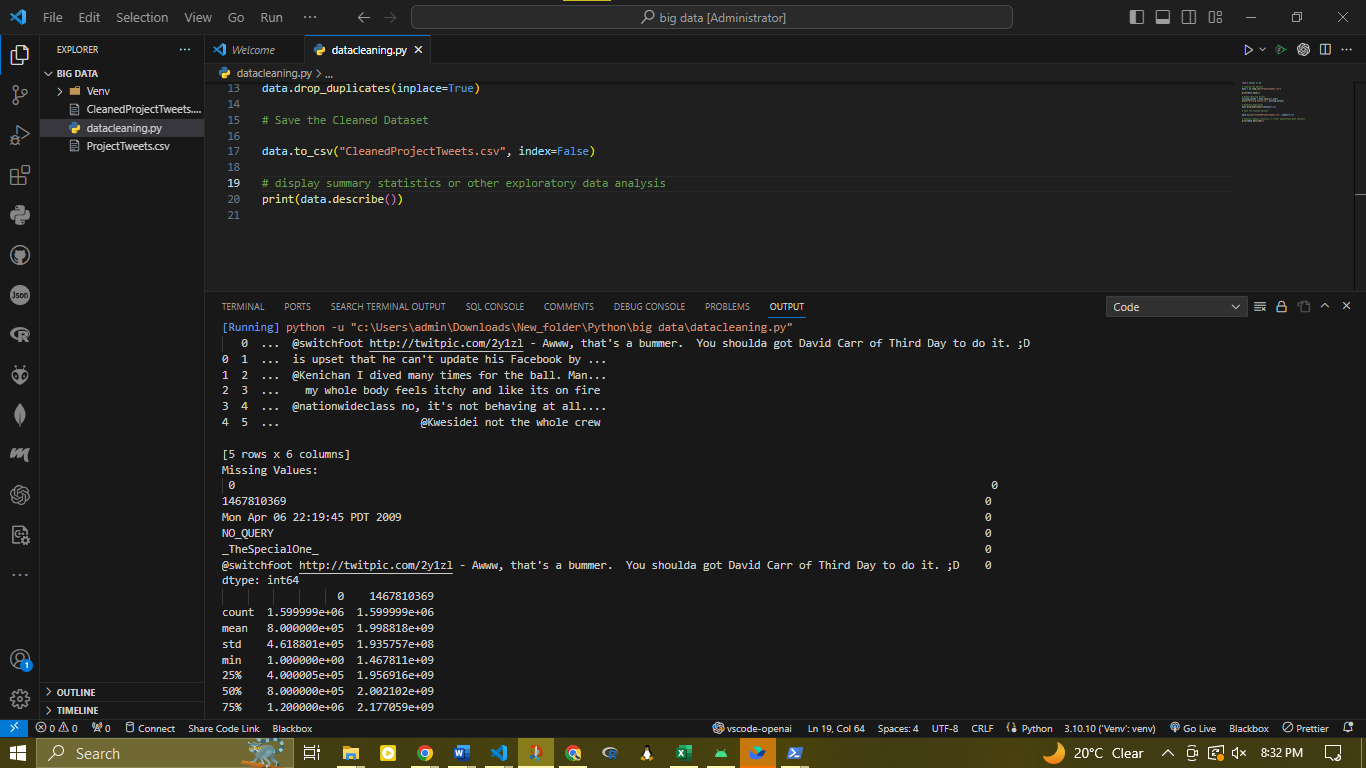 File Edit Selection View Go Run ··· big data [Administrator]
EXPLORER ···
BIG DATA
Venv
CleanedProjectTweets....
datacleaning.py
ProjectTweets.csv
OUTLINE
TIMELINE
Welcome datacleaning.py
datacleaning.py > ...
13 data.drop_duplicates(inplace=True)
14
15 # Save the Cleaned Dataset
16
17 data.to_csv("CleanedProjectTweets.csv", index=False)
18
19 # display summary statistics or other exploratory data analysis
20 print(data.describe())
21
TERMINAL PORTS SEARCH TERMINAL OUTPUT SQL CONSOLE COMMENTS DEBUG CONSOLE PROBLEMS OUTPUT Code
[Running] python -u "c:\Users\admin\Downloads\New_folder\Python\big data\datacleaning.py"
0 ... @switchfoot http://twitpic.com/2y1zl - Awww, that's a bummer. You shoulda got David Carr of Third Day to do it. ;D
0 1 ... is upset that he can't update his Facebook by ...
1 2 ... @Kenichan I dived many times for the ball. Man...
2 3 ... my whole body feels itchy and like its on fire
3 4 ... @nationwideclass no, it's not behaving at all....
4 5 ... @Kwesidei not the whole crew
[5 rows x 6 columns]
Missing Values:
0 0
1467810369 0
Mon Apr 06 22:19:45 PDT 2009 0
NO_QUERY 0
_TheSpecialOne_ 0
@switchfoot http://twitpic.com/2y1zl - Awww, that's a bummer. You shoulda got David Carr of Third Day to do it. ;D 0
dtype: int64
0 1467810369
count 1.599999e+06 1.599999e+06
mean 8.000000e+05 1.998818e+09
std 4.618801e+05 1.935757e+08
min 1.000000e+00 1.467811e+09
25% 4.000005e+05 1.956916e+09
50% 8.000000e+05 2.002102e+09
75% 1.200000e+06 2.177059e+09
Json
1
0 0 0 Connect Share Code Link Blackbox vscode-openai Ln 19, Col 64 Spaces: 4 UTF-8 CRLF Python 3.10.10 ('Venv': venv) Go Live Blackbox Prettier
Search 20°C Clear 8:32 PM